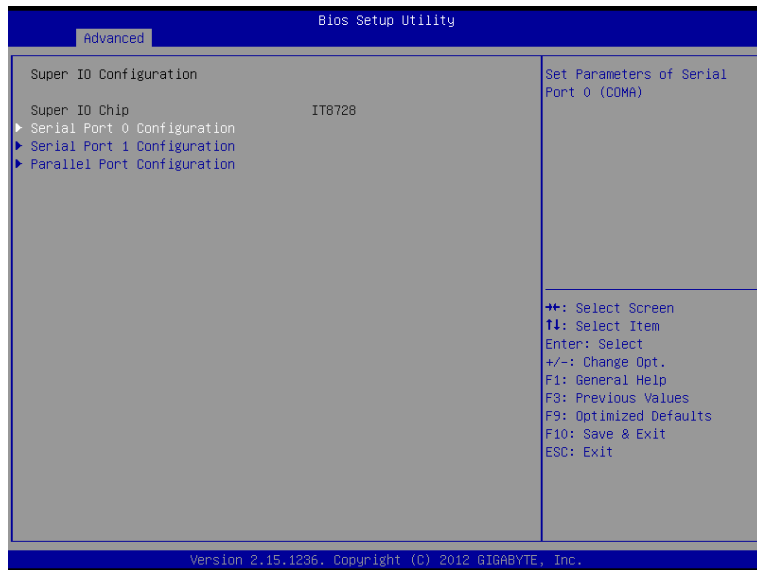 Bios Setup Utility
Advanced
Super IO Configuration
Super IO Chip IT8728
Serial Port 0 Configuration
Serial Port 1 Configuration
Parallel Port Configuration
Set Parameters of Serial
Port 0 (COMA)
→←: Select Screen
↑↓: Select Item
Enter: Select
+/-: Change Opt.
F1: General Help
F3: Previous Values
F9: Optimized Defaults
F10: Save & Exit
ESC: Exit
Version 2.15.1236. Copyright (C) 2012 GIGABYTE, Inc.